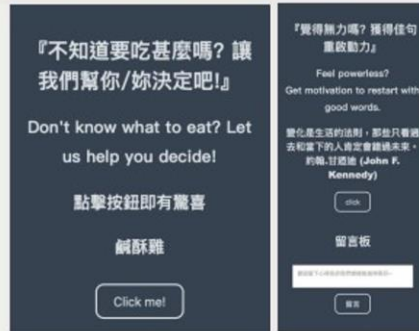 『不知道要吃甚麼嗎? 讓
我們幫你/妳決定吧!』
Don't know what to eat? Let
us help you decide!
點擊按鈕即有驚喜
鹹酥雞
Click me!
『覺得無力嗎? 獲得佳句
重啟動力』
Feel powerless?
Get motivation to restart with
good words.
變化是生活的法則，那些只看過
去和當下的人肯定會錯過未來。
約翰.甘迺迪 (John F.
Kennedy)
click
留言板
留言